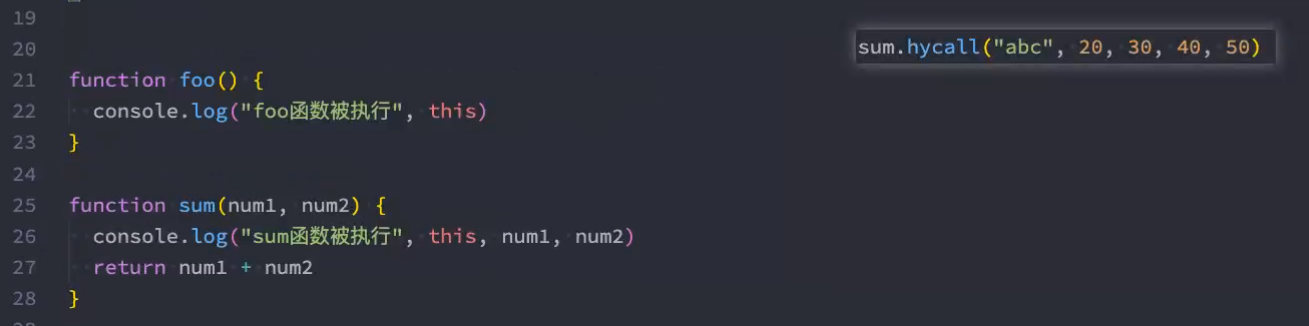 19
20
sum.hycall("abc", 20, 30, 40, 50)
21 function foo() {
22 console.log("foo函数被执行", this)
23 }
24
25 function sum(num1, num2) {
26 console.log("sum函数被执行", this, num1, num2)
27 return num1 + num2
28 }